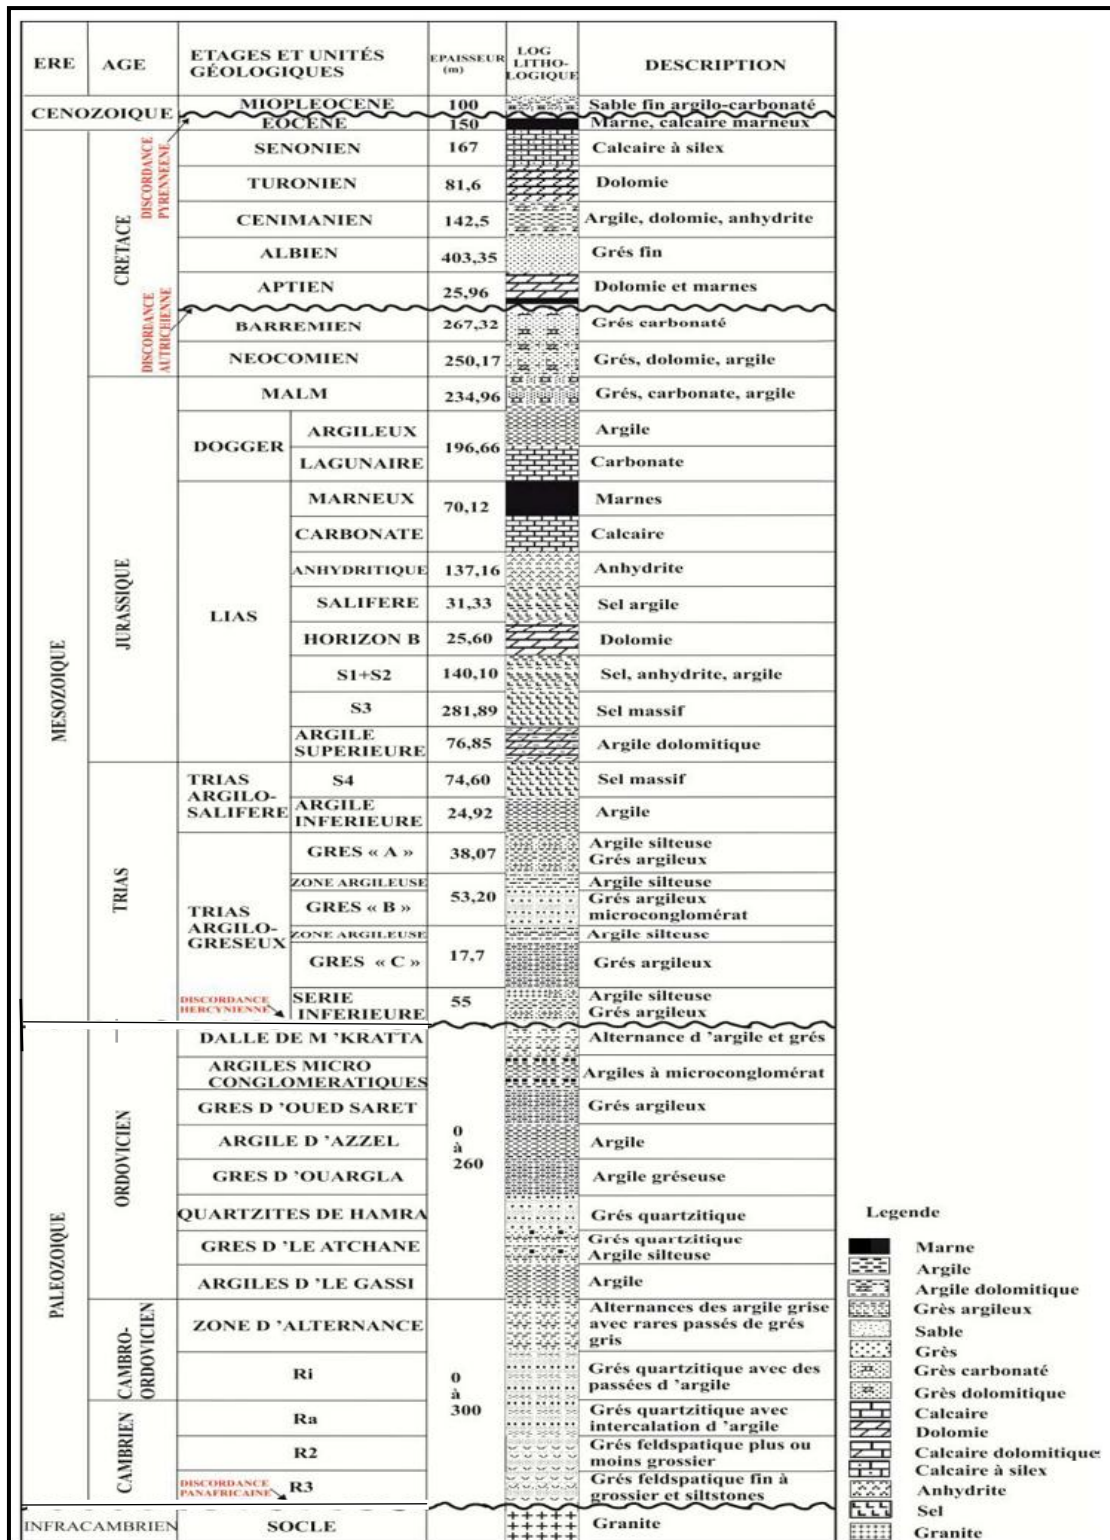 ERE
AGE
ETAGES ET UNITÉS
GÉOLOGIQUES
EPAISSEUR
(m)
LOG
LITHO-
LOGIQUE
DESCRIPTION
CENOZOIQUE
MIOPLEOCENE 100 Sable fin argilo-carbonaté
EOCENE 150 Marne, calcaire marneux
MESOZOIQUE
CRETACE
DISCORDANCE
PYRENNEENE
SENONIEN 167 Calcaire à silex
TURONIEN 81,6 Dolomie
CENIMANIEN 142,5 Argile, dolomie, anhydrite
ALBIEN 403,35 Grés fin
APTIEN 25,96 Dolomie et marnes
DISCORDANCE
AUTRICHIENNE
BARREMIEN 267,32 Grés carbonaté
NEOCOMIEN 250,17 Grés, dolomie, argile
JURASSIQUE
MALM 234,96 Grés, carbonate, argile
DOGGER
ARGILEUX 196,66 Argile
LAGUNAIRE Carbonate
LIAS
MARNEUX 70,12 Marnes
CARBONATE Calcaire
ANHYDRITIQUE 137,16 Anhydrite
SALIFERE 31,33 Sel argile
HORIZON B 25,60 Dolomie
S1+S2 140,10 Sel, anhydrite, argile
S3 281,89 Sel massif
ARGILE
SUPERIEURE 76,85 Argile dolomitique
TRIAS
TRIAS
ARGILO-
SALIFERE
S4 74,60 Sel massif
ARGILE
INFERIEURE 24,92 Argile
TRIAS
ARGILO-
GRESEUX
GRES « A » 38,07 Argile silteuse
Grés argileux
ZONE ARGILEUSE 53,20 Argile silteuse
GRES « B » Grés argileux
microconglomérat
ZONE ARGILEUSE 17,7 Argile silteuse
GRES « C » Grés argileux
DISCORDANCE
HERCYNIENNE
SERIE
INFERIEURE 55 Argile silteuse
Grés argileux
PALEOZOIQUE
ORDOVICIEN
DALLE DE M 'KRATTA Alternance d 'argile et grés
ARGILES MICRO
CONGLOMERATIQUES Argiles à microconglomérat
GRES D 'OUED SARET Grés argileux
0
à
260
ARGILE D 'AZZEL Argile
GRES D 'OUARGLA Argile gréseuse
QUARTZITES DE HAMRA Grés quartzitique
GRES D 'LE ATCHANE Grés quartzitique
Argile silteuse
ARGILES D 'LE GASSI Argile
CAMBRO-
ORDOVICIEN
ZONE D 'ALTERNANCE Alternances des argile grise
avec rares passés de grés
gris
Ri Grés quartzitique avec des
passées d 'argile
0
à
300
CAMBRIEN
Ra Grés quartzitique avec
intercalation d 'argile
R2 Grés feldspatique plus ou
moins grossier
DISCORDANCE
PANAFRICAINE
R3 Grés feldspatique fin à
grossier et siltstones
INFRACAMBRIEN SOCLE Granite
Legende
Marne
Argile
Argile dolomitique
Grès argileux
Sable
Grès
Grès carbonaté
Grès dolomitique
Calcaire
Dolomie
Calcaire dolomitique
Calcaire à silex
Anhydrite
Sel
Granite